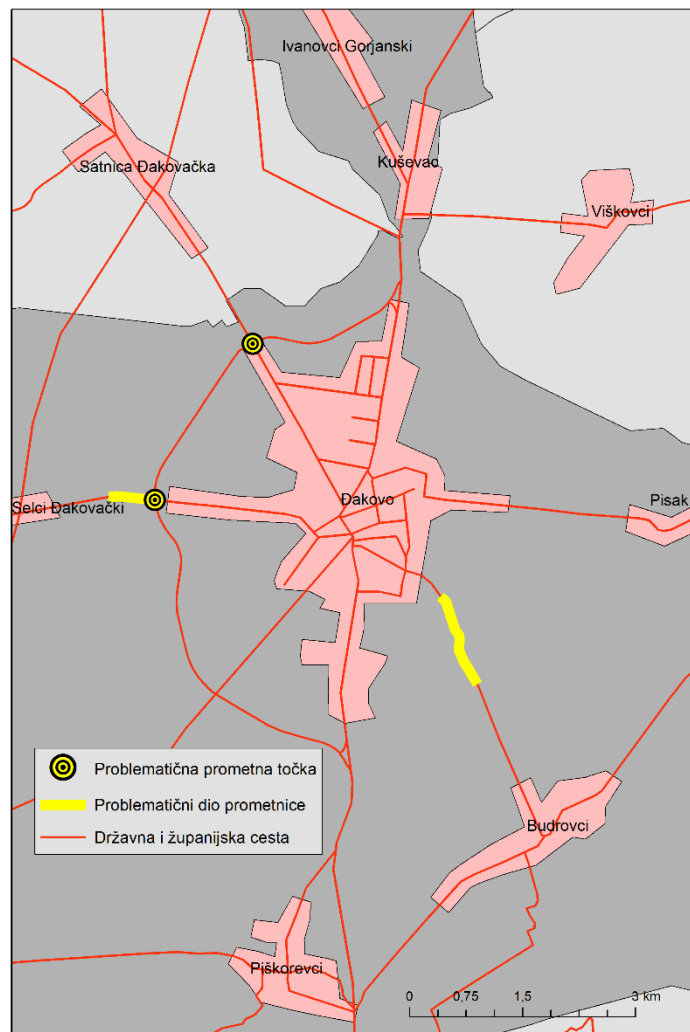 Ivanovci Gorjanski
Kuševac
Satnica Đakovačka
Viškovci
Đakovo
Selci Đakovački
Pisak
Problematična prometna točka
Problematični dio prometnice
Državna i županijska cesta
Budrovci
Piškorevci
0 0,75 1,5 3 km